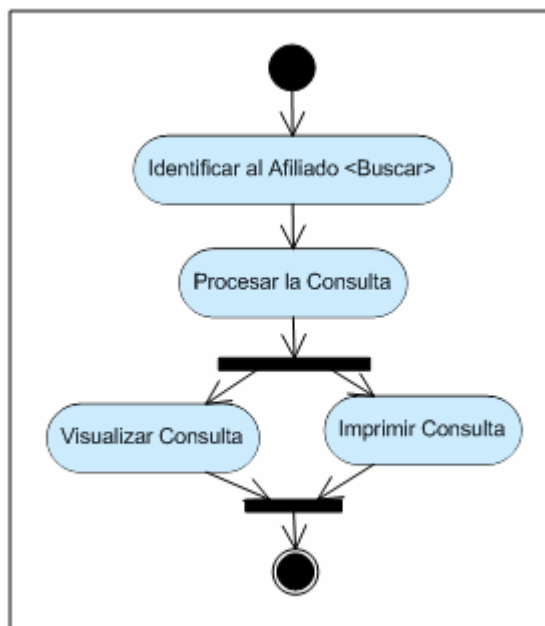 Identificar al Afiliado <Buscar>
Procesar la Consulta
Visualizar Consulta
Imprimir Consulta